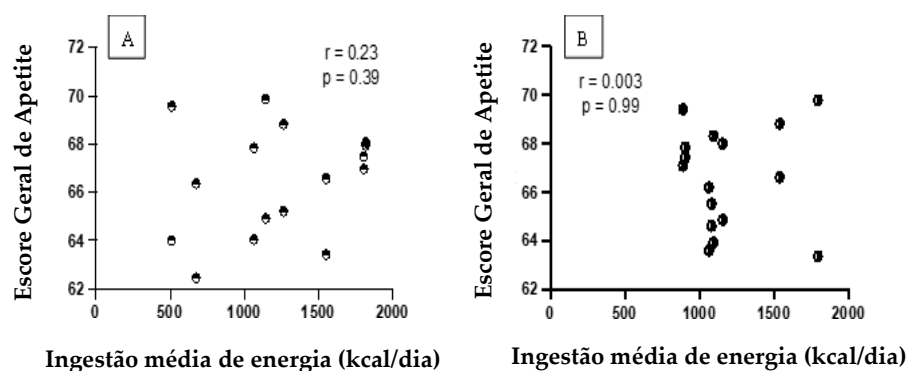 A
r = 0.23
p = 0.39
Escore Geral de Apetite
72
70
68
66
64
62
0
500
1000
1500
2000
Ingestão média de energia (kcal/dia)
B
r = 0.003
p = 0.99
Escore Geral de Apetite
72
70
68
66
64
62
0
500
1000
1500
2000
Ingestão média de energia (kcal/dia)